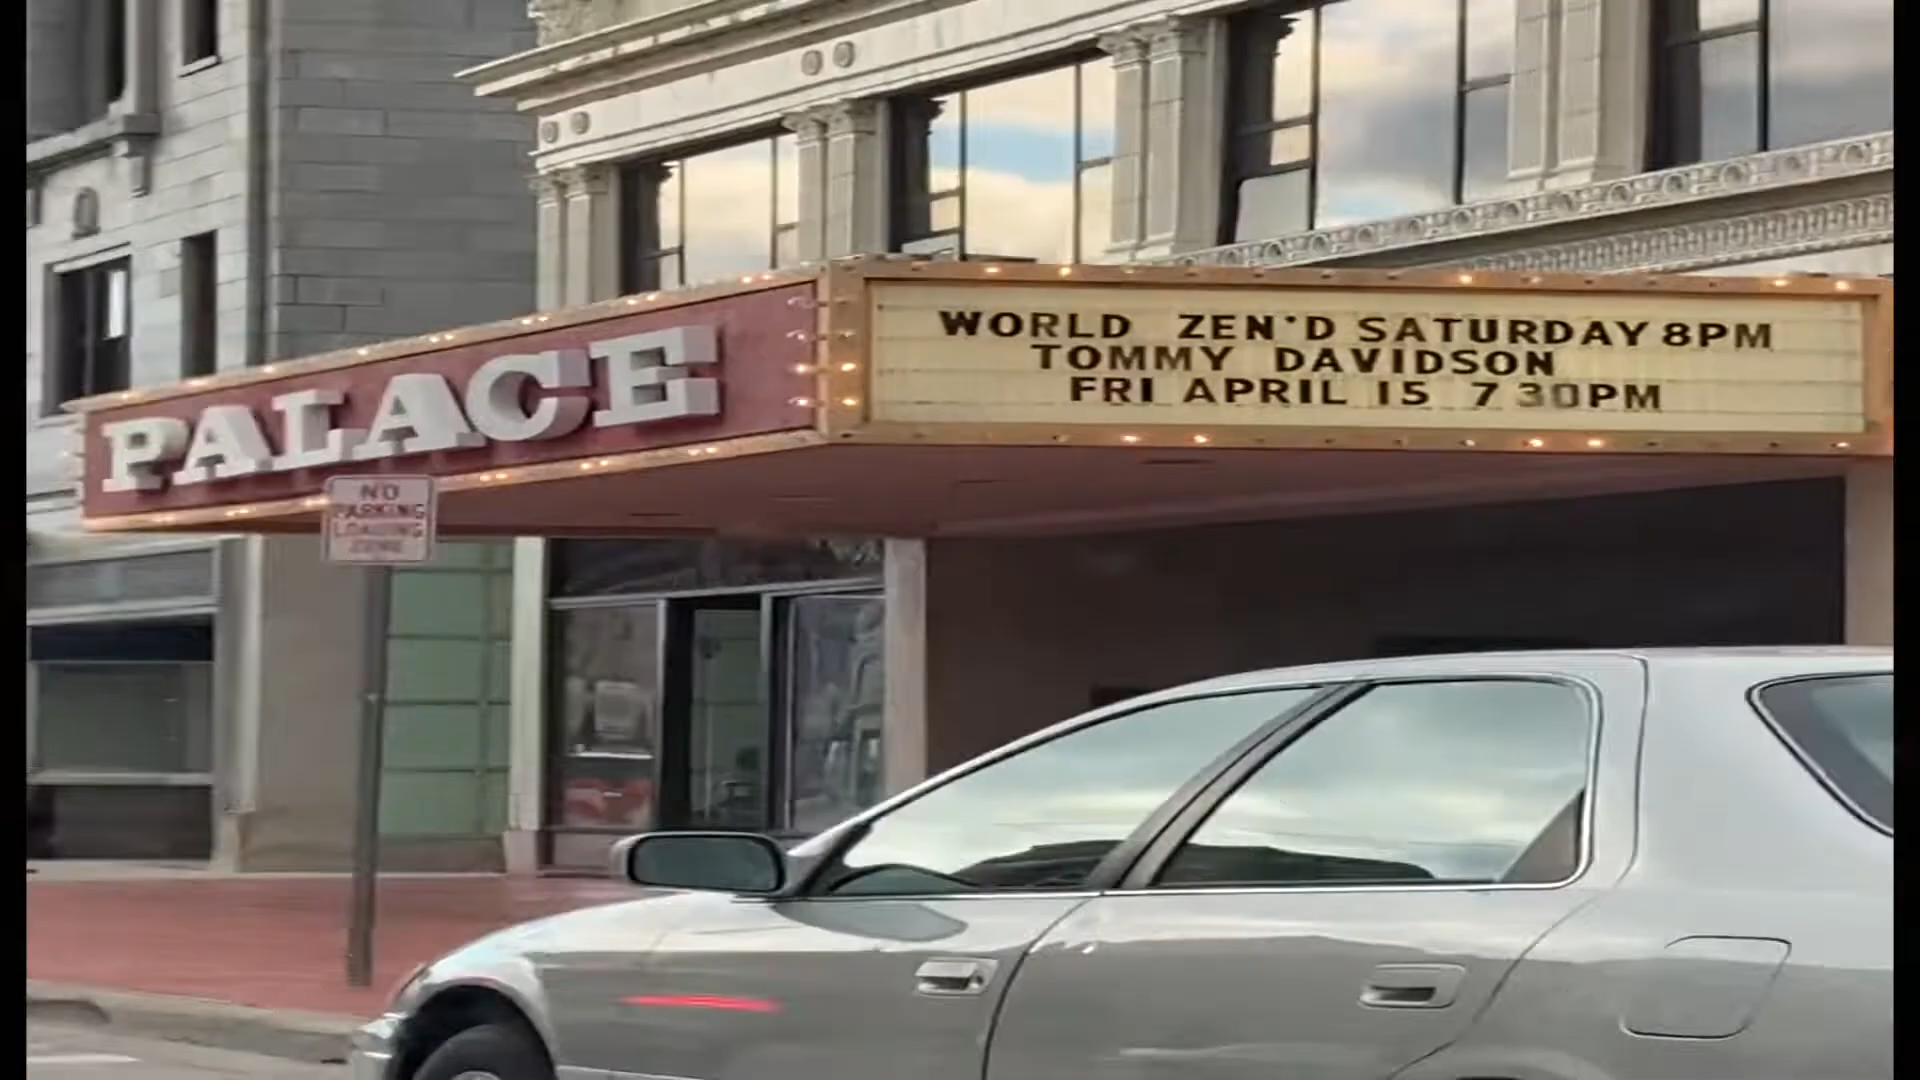 PALACE
WORLD ZEN'D SATURDAY 8PM
TOMMY DAVIDSON
FRI APRIL 15 7 30PM
NO
PARKING
LOADING
ZONE